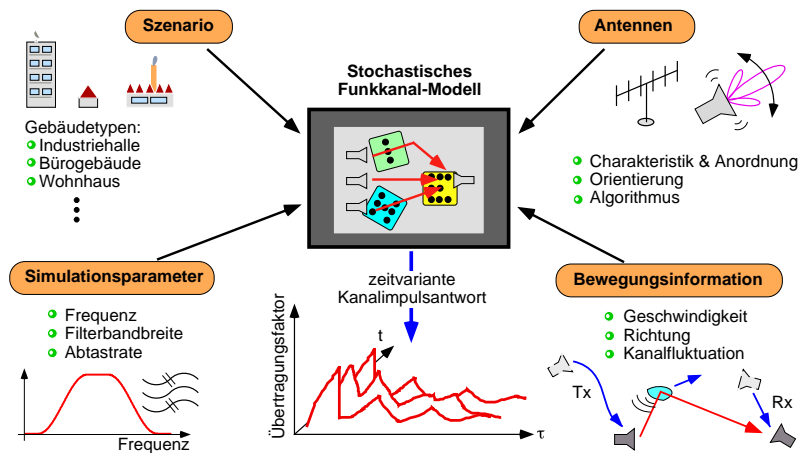 Szenario
Antennen
Stochastisches
Funkkanal-Modell
Gebäudetypen:
Industriehalle
Bürogebäude
Wohnhaus
Charakteristik & Anordnung
Orientierung
Algorithmus
Simulationsparameter
Frequenz
Filterbandbreite
Abtastrate
Frequenz
zeitvariante
Kanalimpulsantwort
Übertragungsfaktor
t
τ
Bewegungsinformation
Geschwindigkeit
Richtung
Kanalfluktuation
Tx
Rx